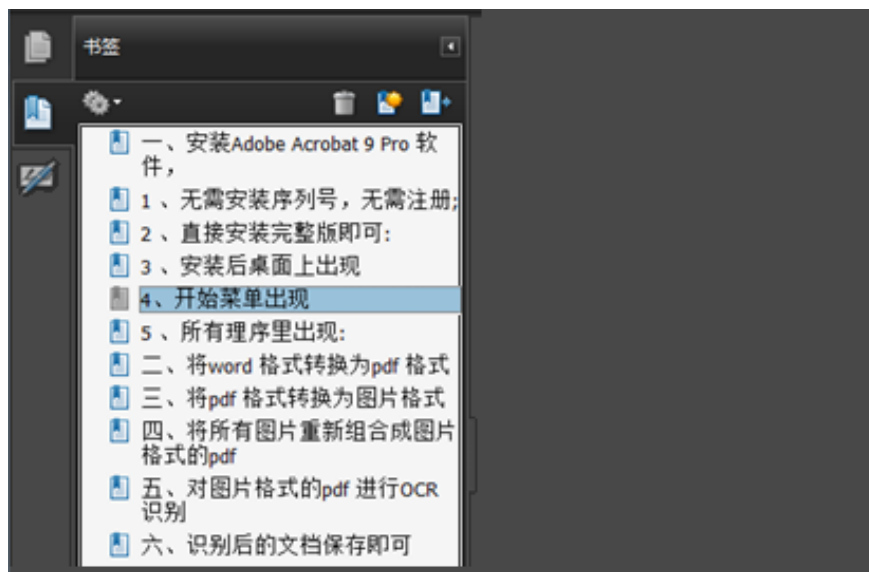 书签
一、安装Adobe Acrobat 9 Pro 软
件，
1、无需安装序列号，无需注册;
2、直接安装完整版即可:
3、安装后桌面上出现
4、开始菜单出现
5、所有理序里出现:
二、将word 格式转换为pdf 格式
三、将pdf 格式转换为图片格式
四、将所有图片重新组合成图片
格式的pdf
五、对图片格式的pdf 进行OCR
识别
六、识别后的文档保存即可